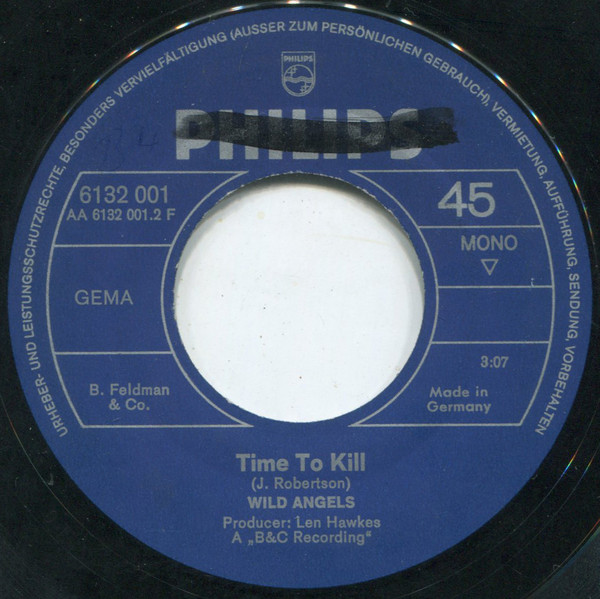 URHEBER- UND LEISTUNGSSCHUTZRECHTE, BESONDERS VERVIELFÄLTIGUNG (AUSSER ZUM PERSÖNLICHEN GEBRAUCH), VERMIETUNG, AUFFÜHRUNG, SENDUNG, VORBEHALTEN
PHILIPS
PHILIPS
6132 001
AA 6132 001.2 F
45
MONO
GEMA
3:07
B. Feldman
& Co.
Made in
Germany
Time To Kill
(J. Robertson)
WILD ANGELS
Producer: Len Hawkes
A „B&C Recording“